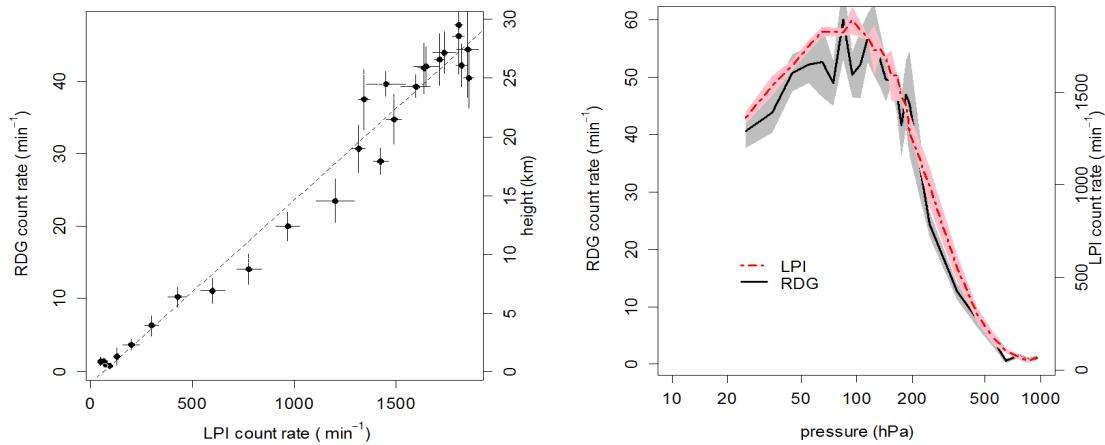 40
30
20
10
0
RDG count rate (min⁻¹)
30
25
20
15
10
5
0
height (km)
0 500 1000 1500
LPI count rate ( min⁻¹)
60
50
40
30
20
10
0
RDG count rate (min⁻¹)
1500
1000
500
0
LPI count rate (min⁻¹)
LPI
RDG
10 20 50 100 200 500 1000
pressure (hPa)